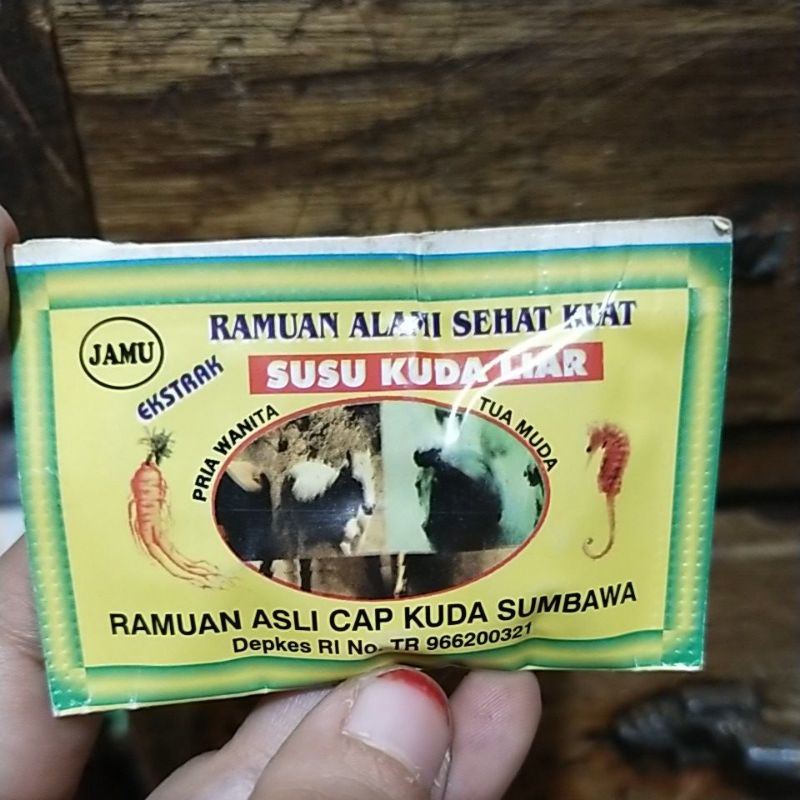 JAMU
RAMUAN ALAMI SEHAT KUAT
EKSTRAK
SUSU KUDA LIAR
PRIA WANITA
TUA MUDA
RAMUAN ASLI CAP KUDA SUMBAWA
Depkes RI No. TR 966200321